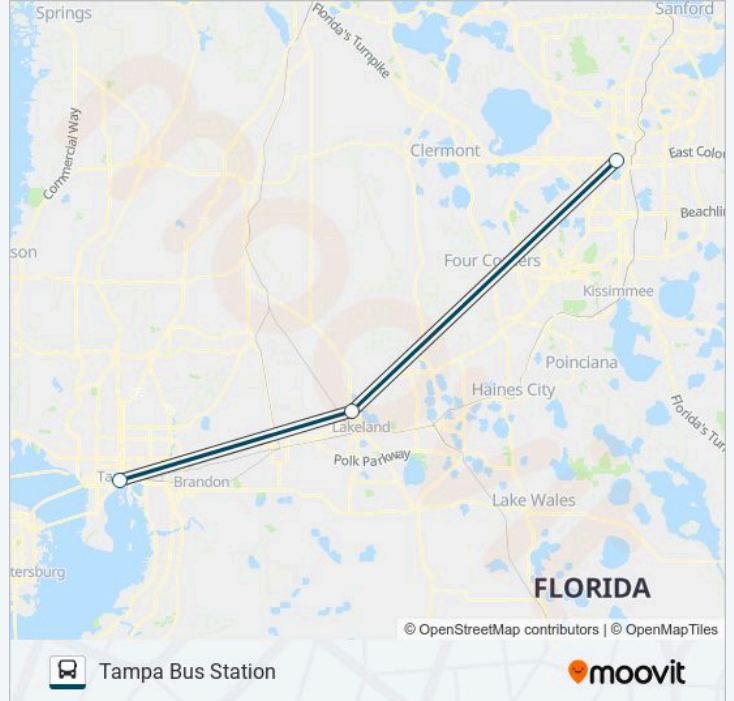 Springs
Sanford
Florida's Turnpike
Commercial Way
Clermont
East Colo
Beachli
son
Four Corners
Kissimmee
Poinciana
Haines City
Lakeland
Florida's Tur
Polk Parkway
Ta
Brandon
Lake Wales
tersburg
FLORIDA
© OpenStreetMap contributors | © OpenMapTiles
Tampa Bus Station
moovit